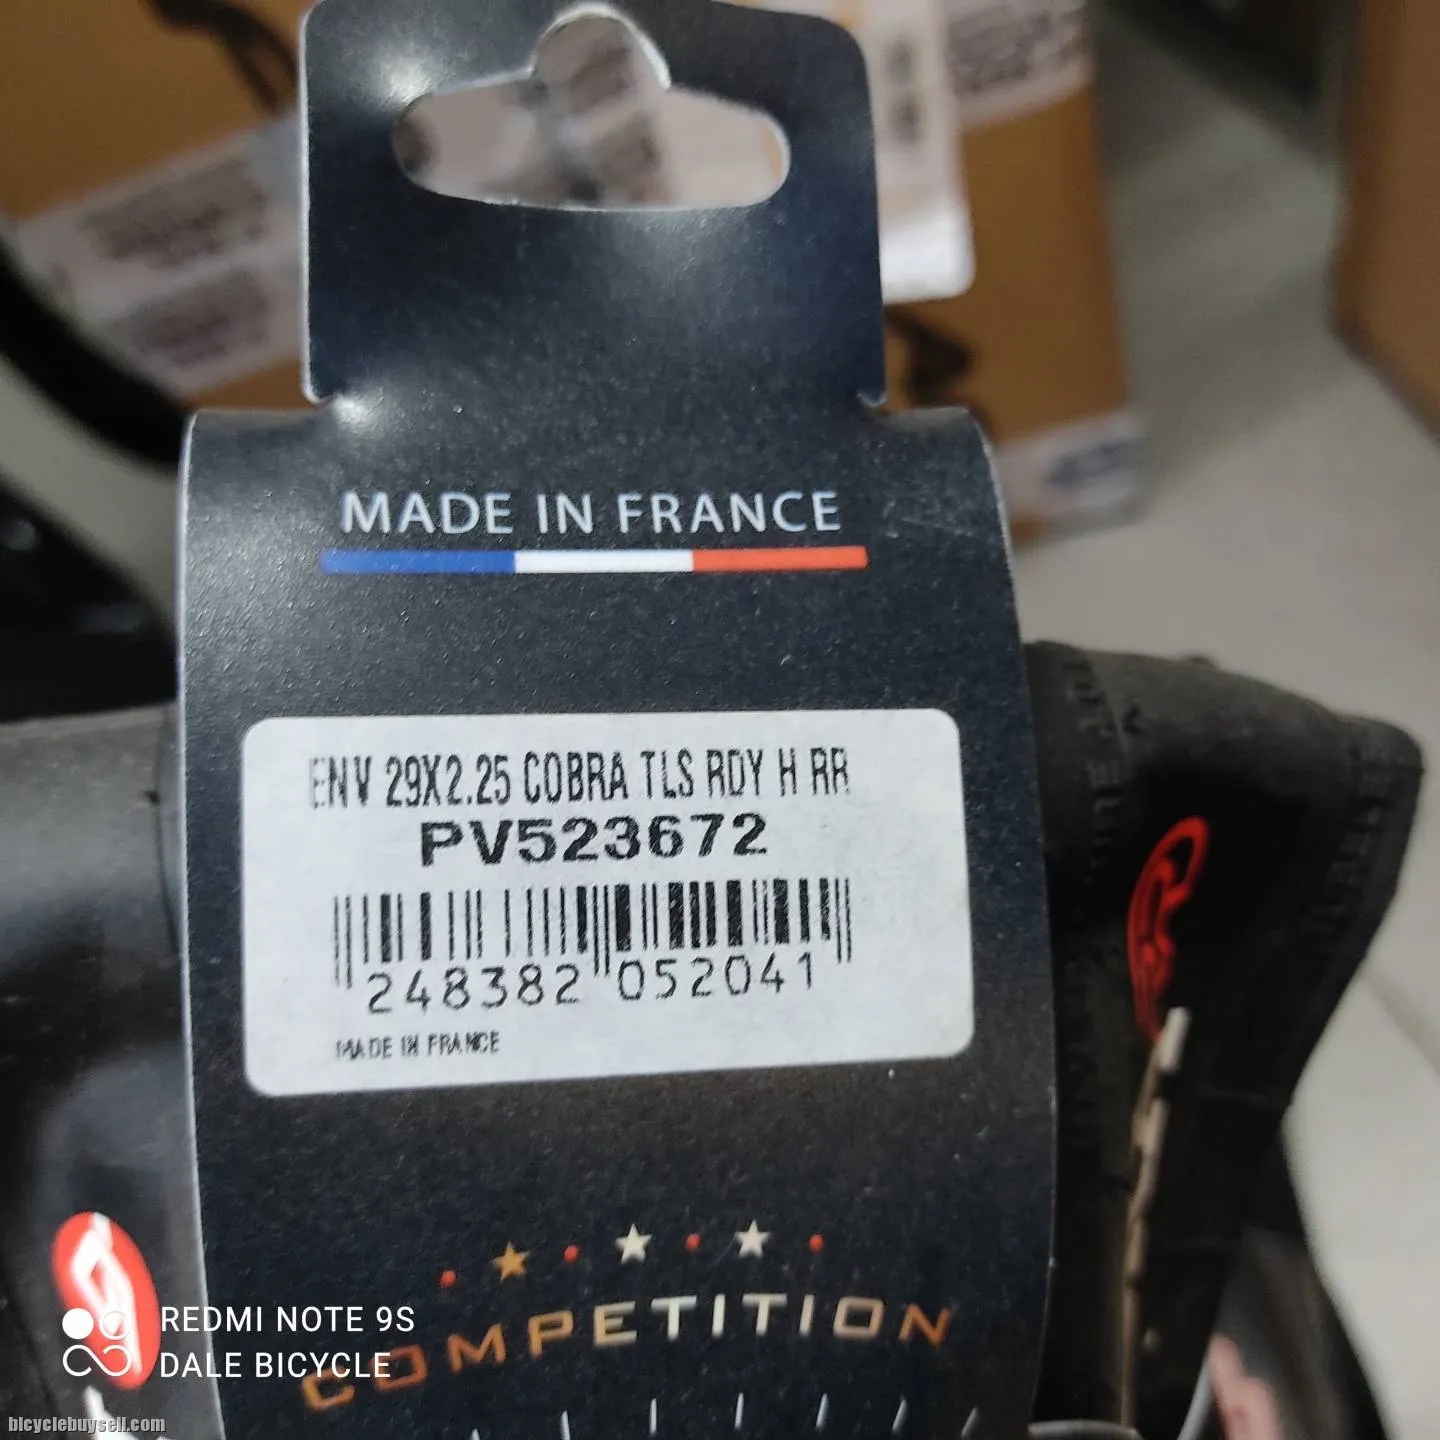 MADE IN FRANCE
ENV 29X2.25 COBRA TLS RDY H RR
PV523672
248382 052041
MADE IN FRANCE
COMPETITION
REDMI NOTE 9S
DALE BICYCLE
bicyclebuysell.com